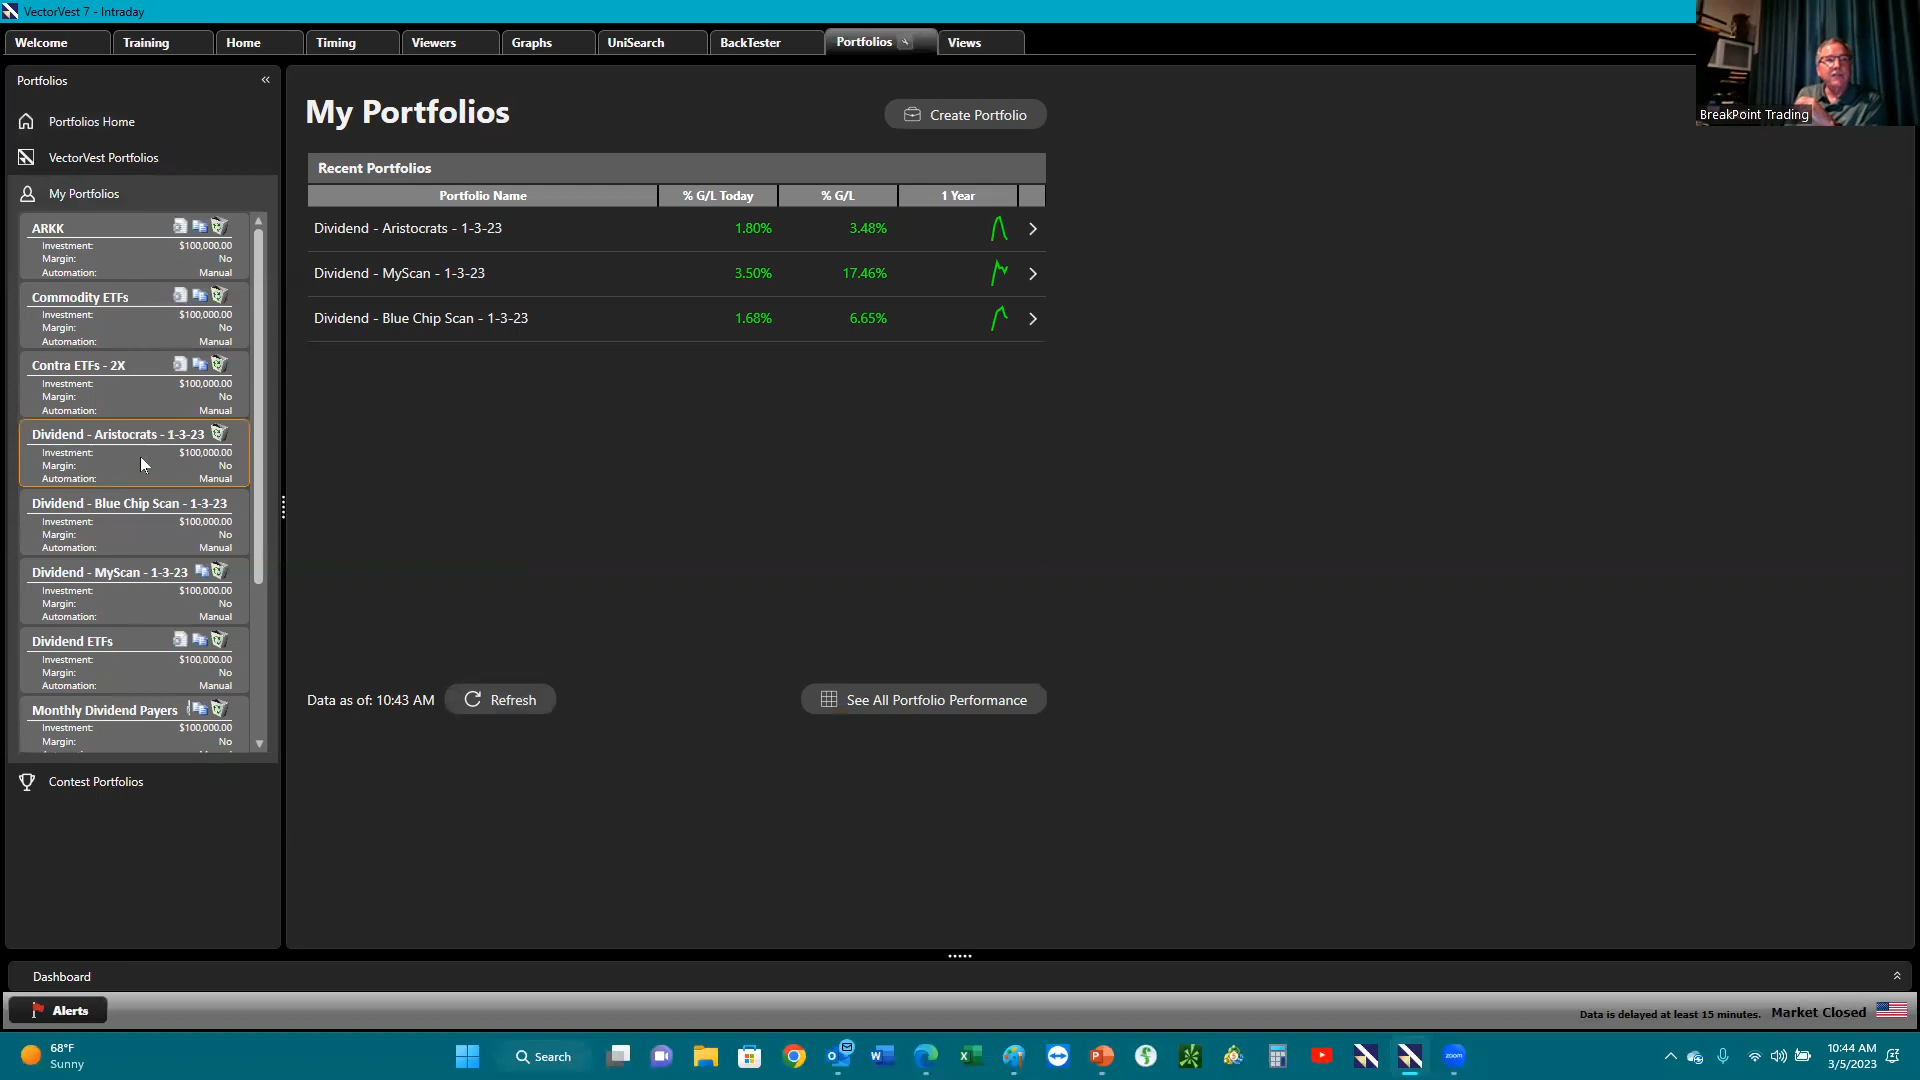 VectorVest 7 - Intraday
Welcome
Training
Home
Timing
Viewers
Graphs
UniSearch
BackTester
Portfolios
Views
Portfolios
Portfolios Home
VectorVest Portfolios
My Portfolios
ARKK
Investment: $100,000.00
Margin: No
Automation: Manual
Commodity ETFs
Investment: $100,000.00
Margin: No
Automation: Manual
Contra ETFs - 2X
Investment: $100,000.00
Margin: No
Automation: Manual
Dividend - Aristocrats - 1-3-23
Investment: $100,000.00
Margin: No
Automation: Manual
Dividend - Blue Chip Scan - 1-3-23
Investment: $100,000.00
Margin: No
Automation: Manual
Dividend - MyScan - 1-3-23
Investment: $100,000.00
Margin: No
Automation: Manual
Dividend ETFs
Investment: $100,000.00
Margin: No
Automation: Manual
Monthly Dividend Payers
Investment: $100,000.00
Margin: No
Contest Portfolios
My Portfolios
Create Portfolio
Recent Portfolios
Portfolio Name % G/L Today % G/L 1 Year
Dividend - Aristocrats - 1-3-23 1.80% 3.48%
Dividend - MyScan - 1-3-23 3.50% 17.46%
Dividend - Blue Chip Scan - 1-3-23 1.68% 6.65%
Data as of: 10:43 AM
Refresh
See All Portfolio Performance
BreakPoint Trading
Dashboard
Alerts
Data is delayed at least 15 minutes. Market Closed
68°F
Sunny
Search
zoom
10:44 AM
3/5/2023